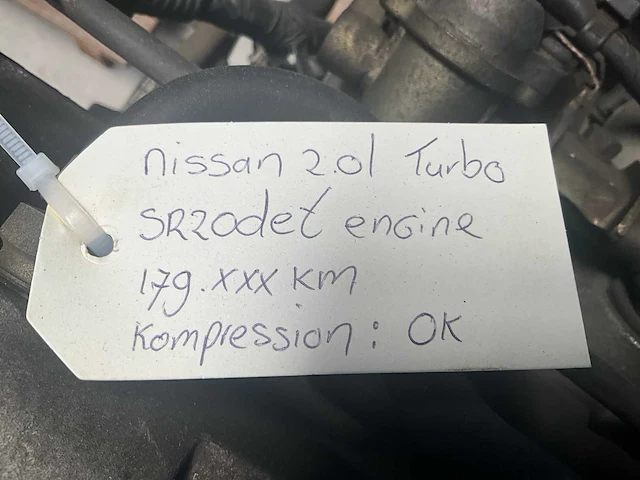 Nissan 2.0l Turbo
SR20det engine
179.xxx km
Kompression: OK